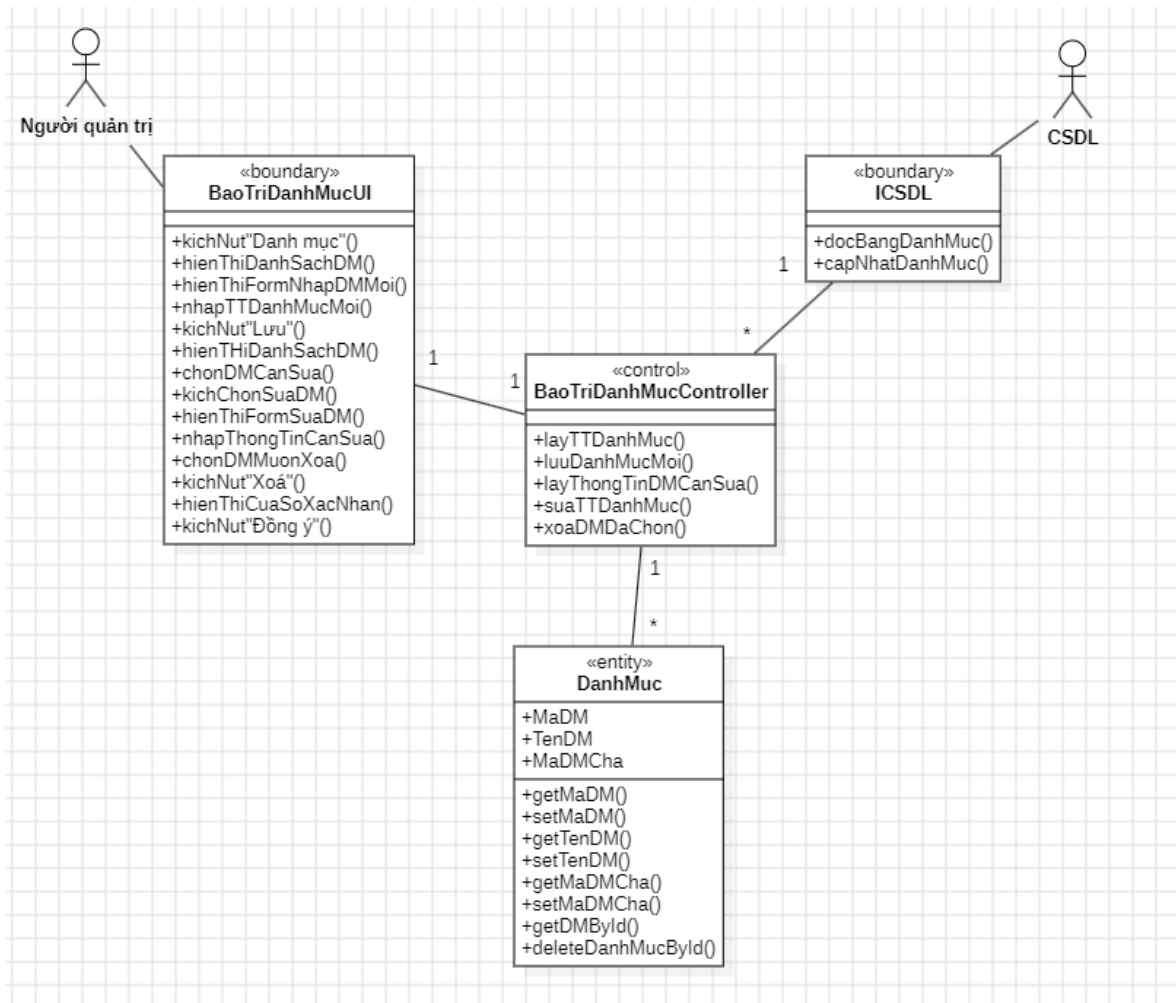 Người quản trị
CSDL
«boundary»
BaoTriDanhMucUI
+kichNut"Danh mục"()
+hienThiDanhSachDM()
+hienThiFormNhapDMMoi()
+nhapTTDanhMucMoi()
+kichNut"Lưu"()
+hienTHiDanhSachDM()
+chonDMCanSua()
+kichChonSuaDM()
+hienThiFormSuaDM()
+nhapThongTinCanSua()
+chonDMMuonXoa()
+kichNut"Xoá"()
+hienThiCuaSoXacNhan()
+kichNut"Đồng ý"()
«boundary»
ICSDL
+docBangDanhMuc()
+capNhatDanhMuc()
1
*
1
1
«control»
BaoTriDanhMucController
+layTTDanhMuc()
+luuDanhMucMoi()
+layThongTinDMCanSua()
+suaTTDanhMuc()
+xoaDMDaChon()
1
*
«entity»
DanhMuc
+MaDM
+TenDM
+MaDMCha
+getMaDM()
+setMaDM()
+getTenDM()
+setTenDM()
+getMaDMCha()
+setMaDMCha()
+getDMById()
+deleteDanhMucById()